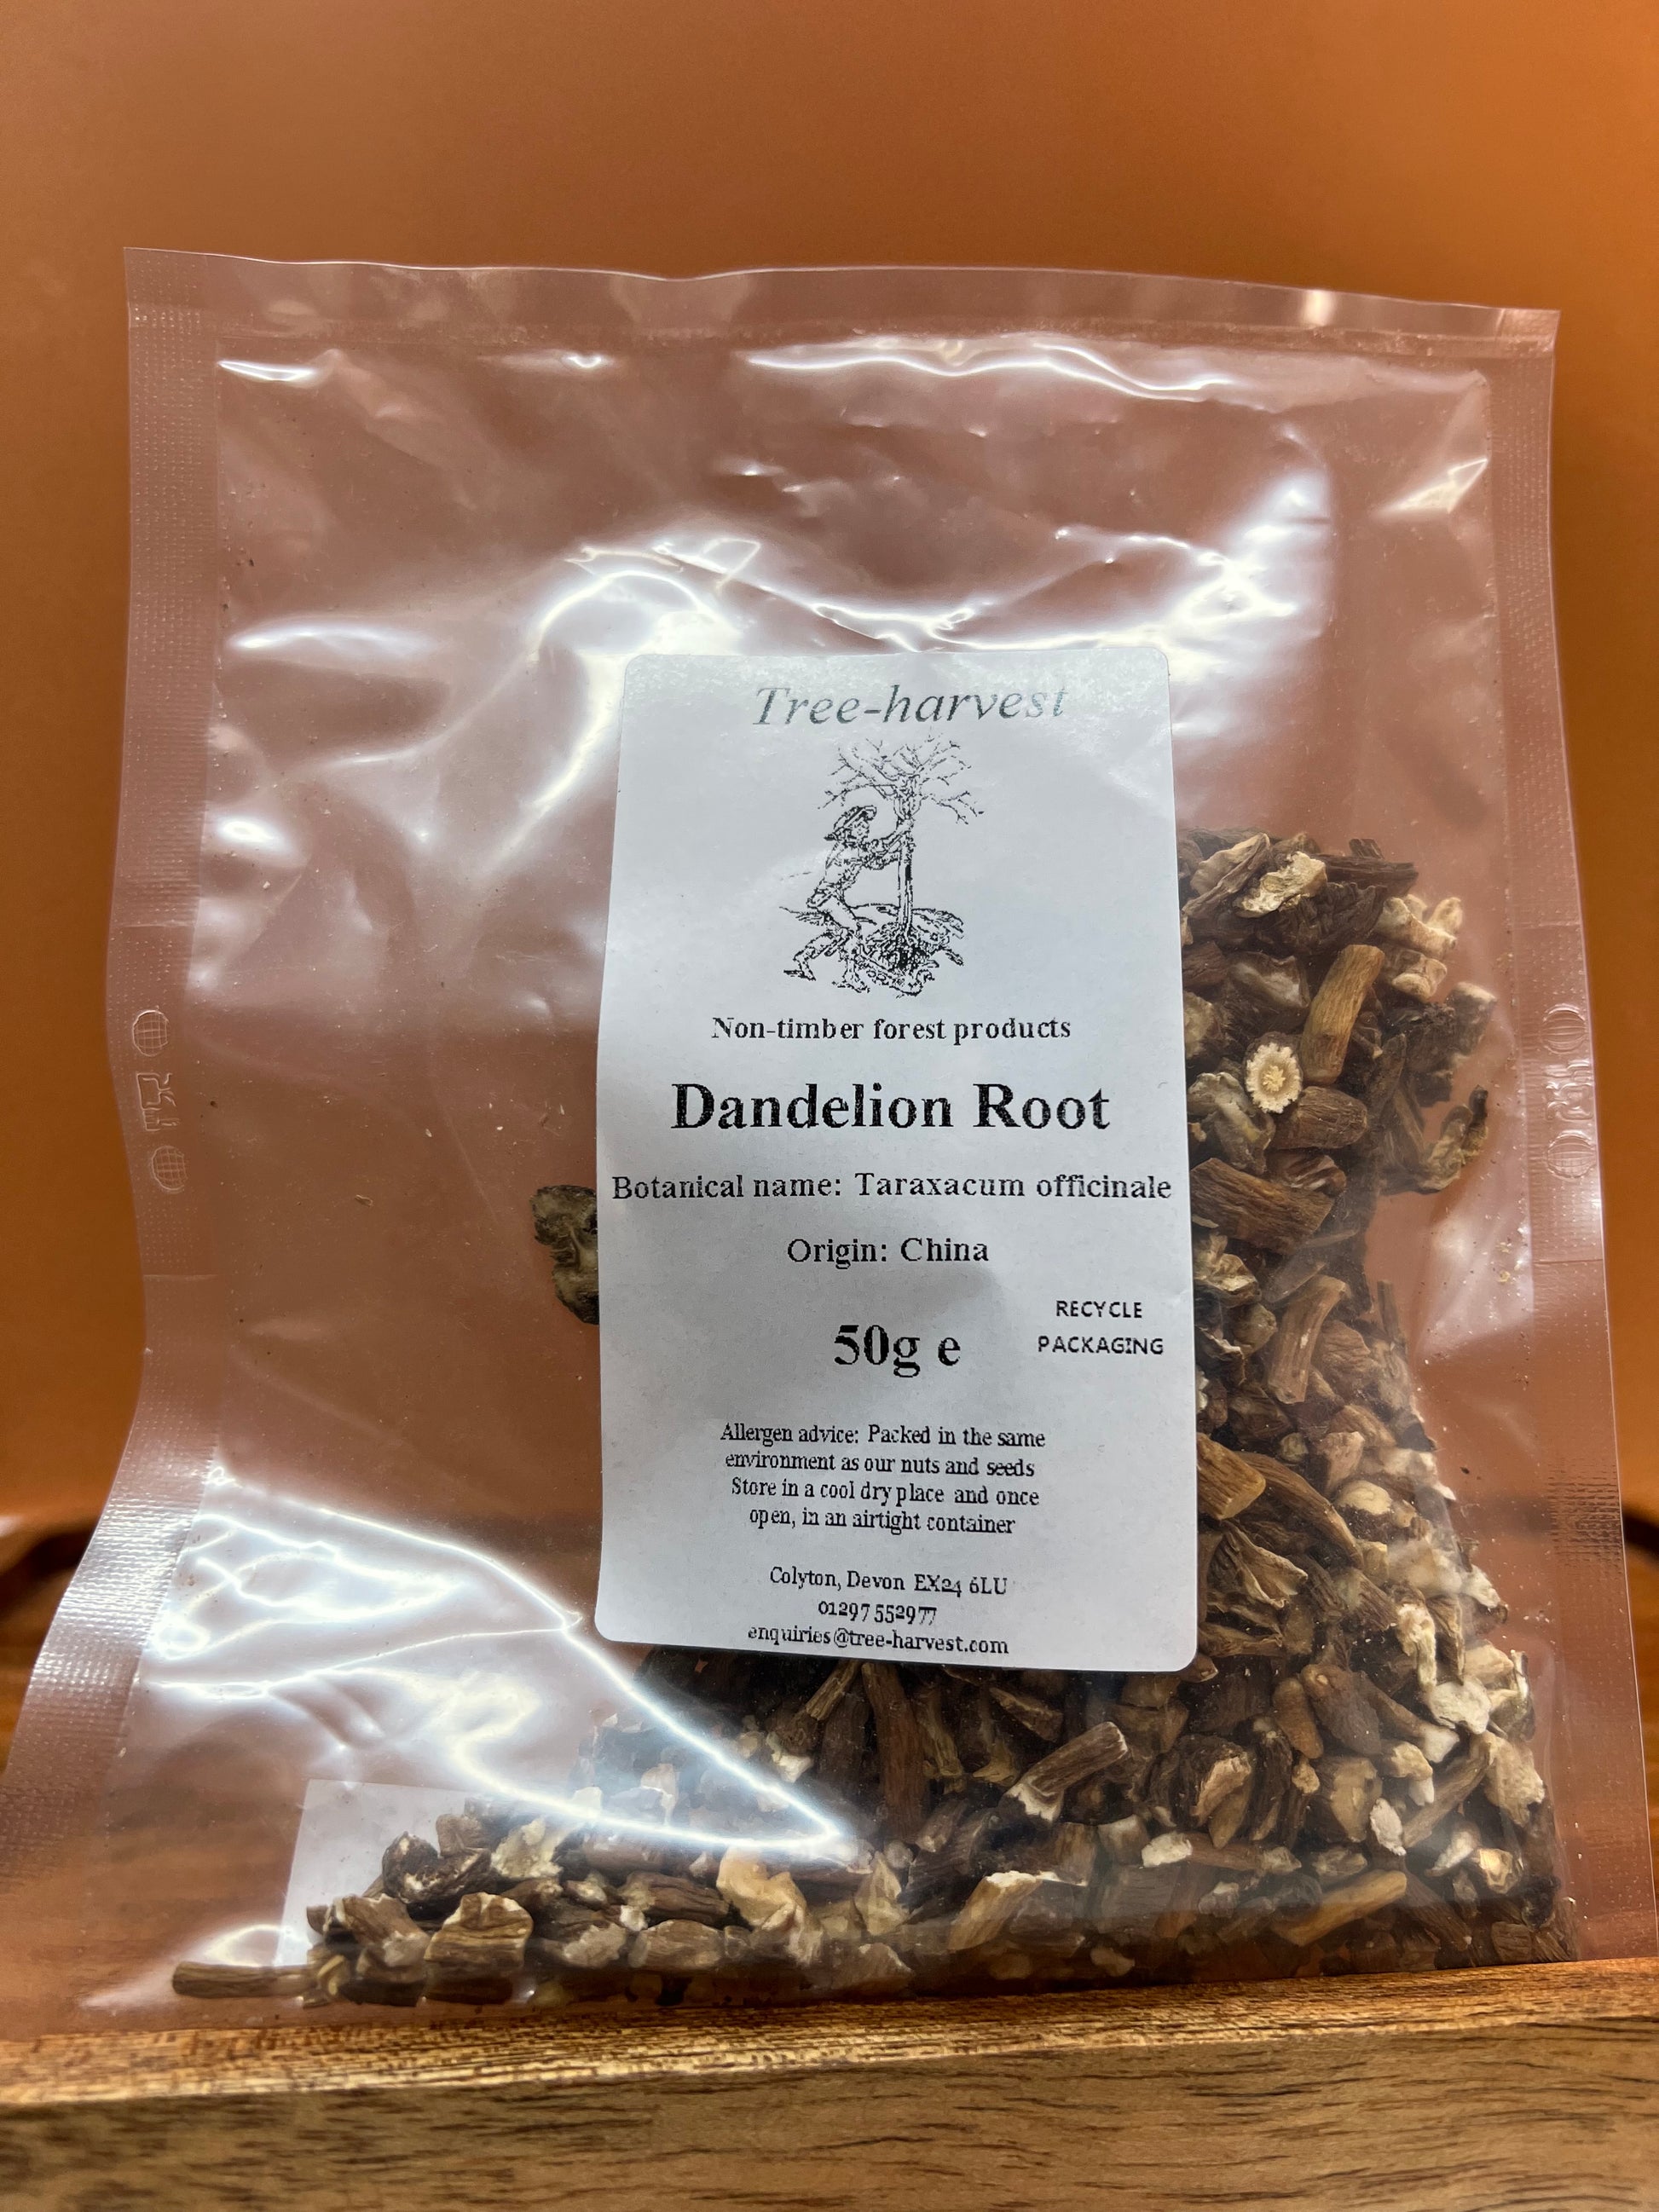 Tree-harvest
Non-timber forest products
Dandelion Root
Botanical name: Taraxacum officinale
Origin: China
50g e
RECYCLE
PACKAGING
Allergen advice: Packed in the same
environment as our nuts and seeds
Store in a cool dry place and once
open, in an airtight container
Colyton, Devon EX24 6LU
01297 552977
enquiries@tree-harvest.com